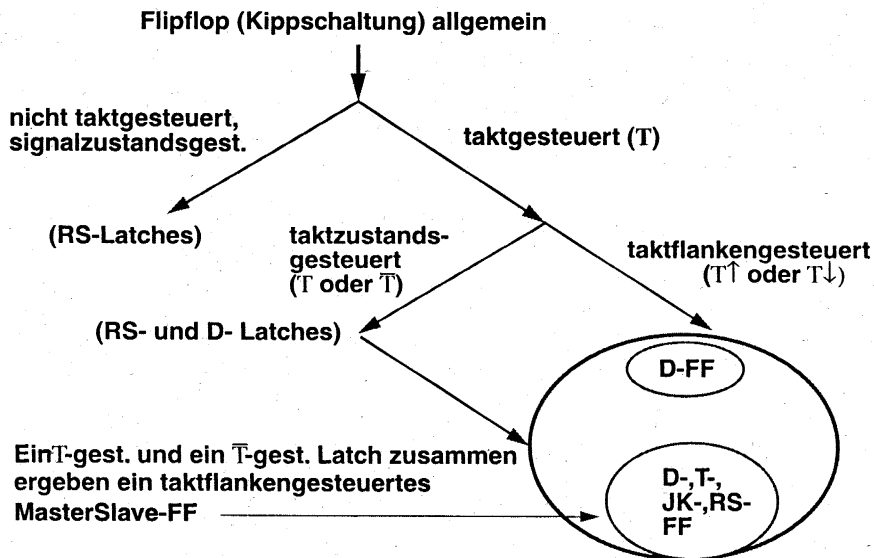 Flipflop (Kippschaltung) allgemein
nicht taktgesteuert,
signalzustandsgest.
taktgesteuert (T)
(RS-Latches)
taktzustands-
gesteuert
(T oder T̅)
taktflankengesteuert
(T↑ oder T↓)
(RS- und D- Latches)
D-FF
EinT-gest. und ein T̅-gest. Latch zusammen
ergeben ein taktflankengesteuertes
MasterSlave-FF
D-,T-,
JK-,RS-
FF